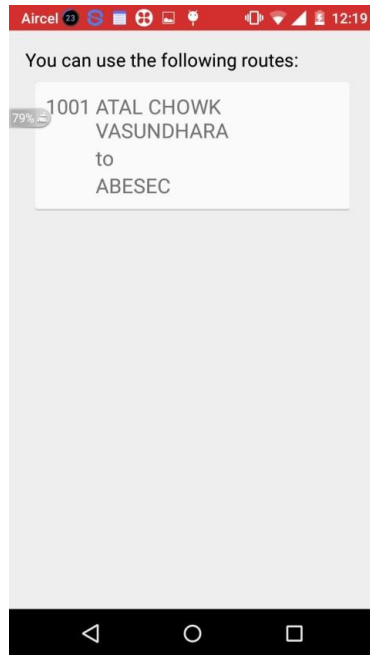 Aircel 23 12:19
You can use the following routes:
79%
1001 ATAL CHOWK
VASUNDHARA
to
ABESEC